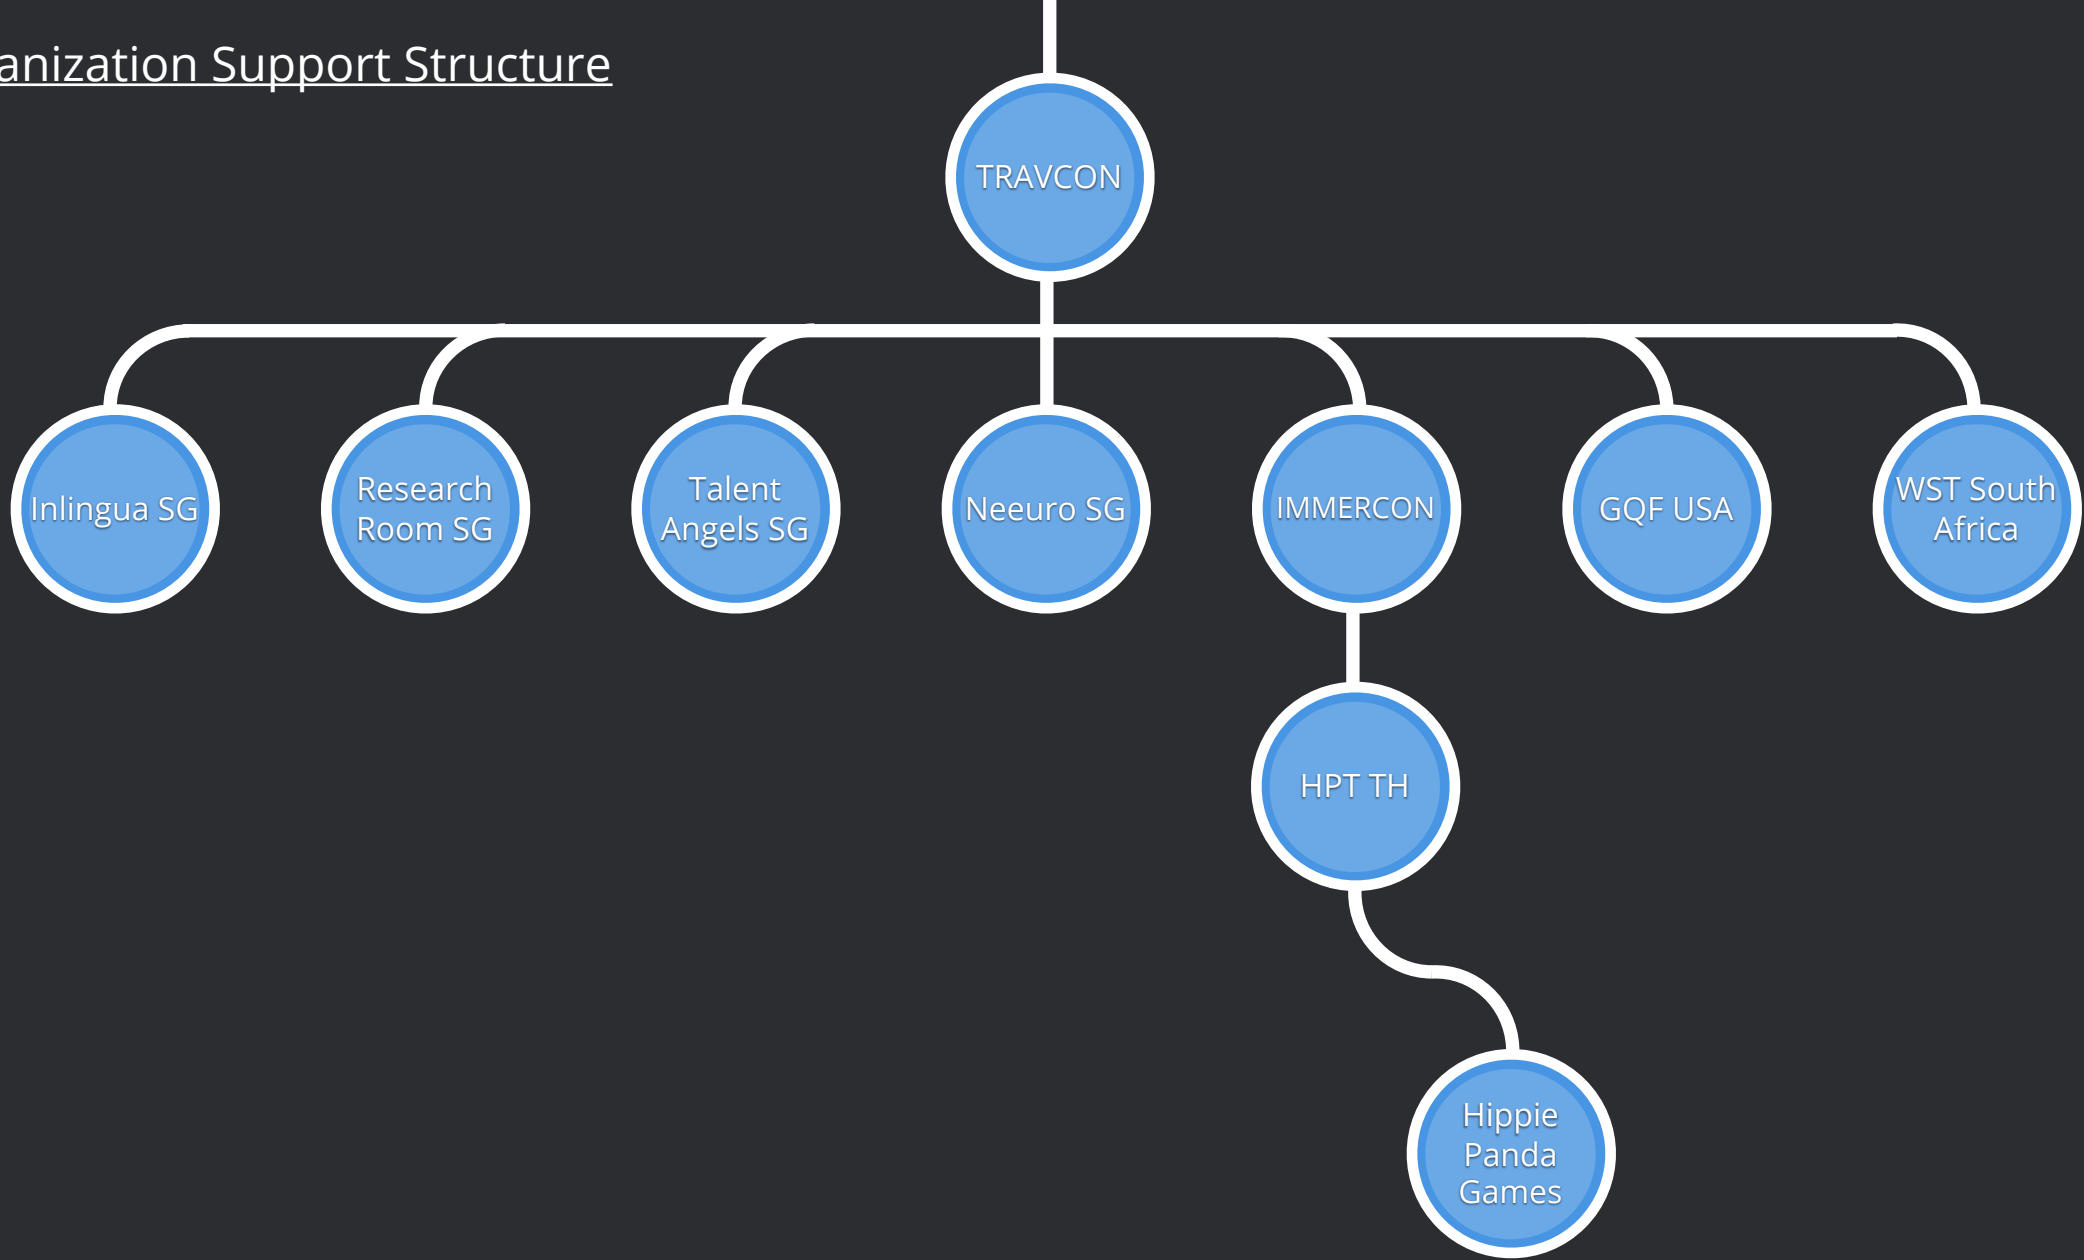 anization Support Structure
TRAVCON
Inlingua SG
Research
Room SG
Talent
Angels SG
Neeuro SG
IMMERCON
GQF USA
WST South
Africa
HPT TH
Hippie
Panda
Games